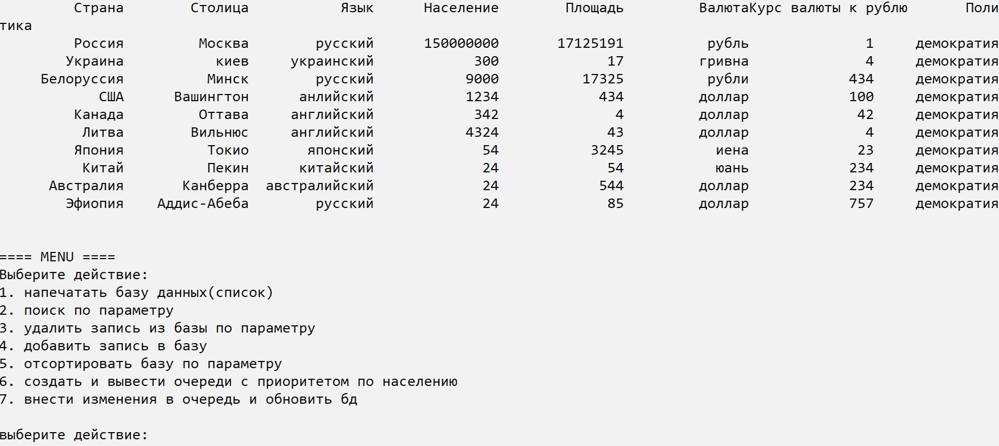 Страна Столица Язык Население Площадь ВалютаКурс валюты к рублю Поли
тика
Россия Москва русский 150000000 17125191 рубль 1 демократия
Украина киев украинский 300 17 гривна 4 демократия
Белоруссия Минск русский 9000 17325 рубли 434 демократия
США Вашингтон анлийский 1234 434 доллар 100 демократия
Канада Оттава английский 342 4 доллар 42 демократия
Литва Вильнюс английский 4324 43 доллар 4 демократия
Япония Токио японский 54 3245 иена 23 демократия
Китай Пекин китайский 24 54 юань 234 демократия
Австралия Канберра австралийский 24 544 доллар 234 демократия
Эфиопия Аддис-Абеба русский 24 85 доллар 757 демократия
==== MENU ====
Выберите действие:
1. напечатать базу данных(список)
2. поиск по параметру
3. удалить запись из базы по параметру
4. добавить запись в базу
5. отсортировать базу по параметру
6. создать и вывести очереди с приоритетом по населению
7. внести изменения в очередь и обновить бд
выберите действие: